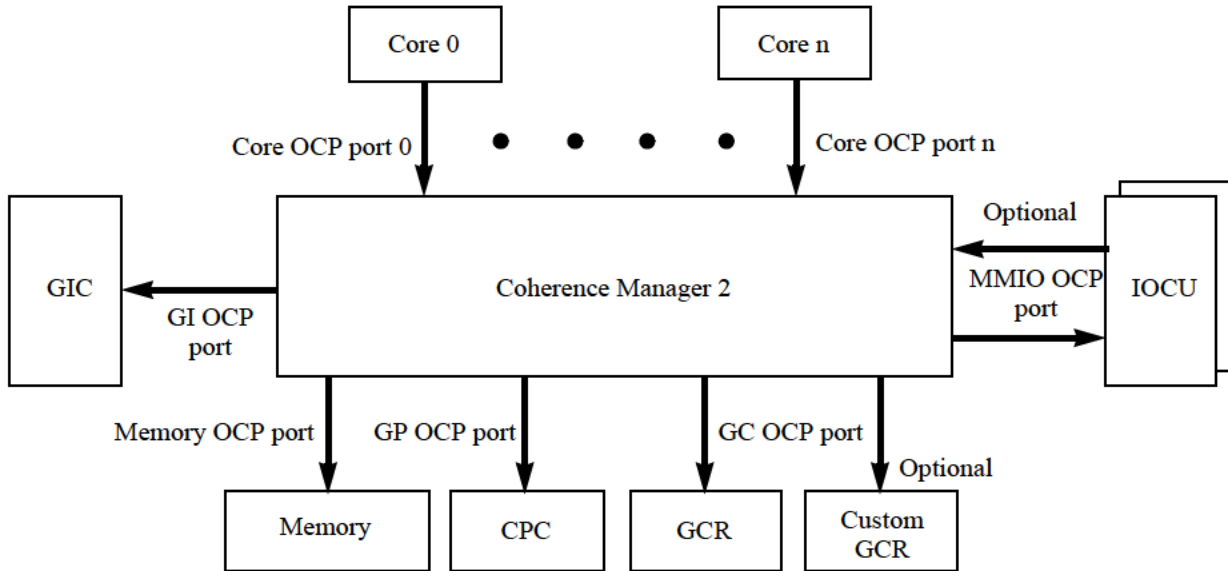 Core 0
Core n
Core OCP port 0
Core OCP port n
Optional
GIC
Coherence Manager 2
MMIO OCP
port
IOCU
GI OCP
port
Memory OCP port
GP OCP port
GC OCP port
Optional
Memory
CPC
GCR
Custom
GCR